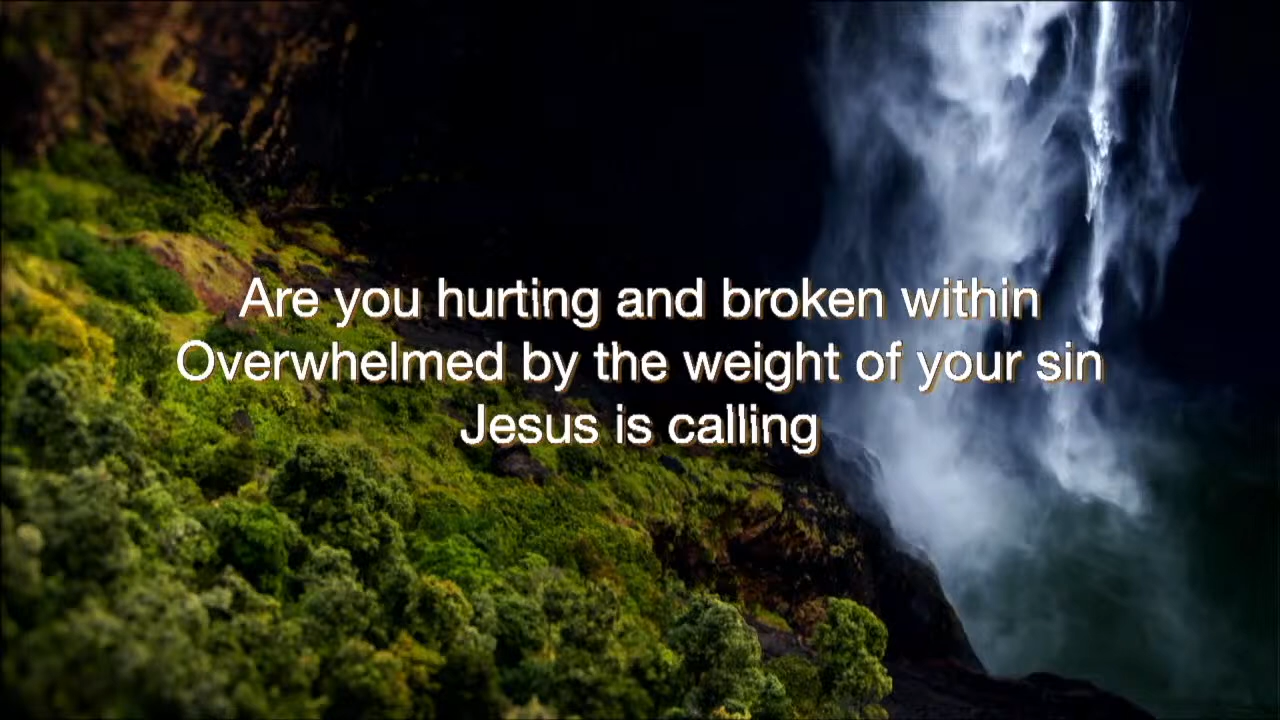 Are you hurting and broken within
Overwhelmed by the weight of your sin
Jesus is calling